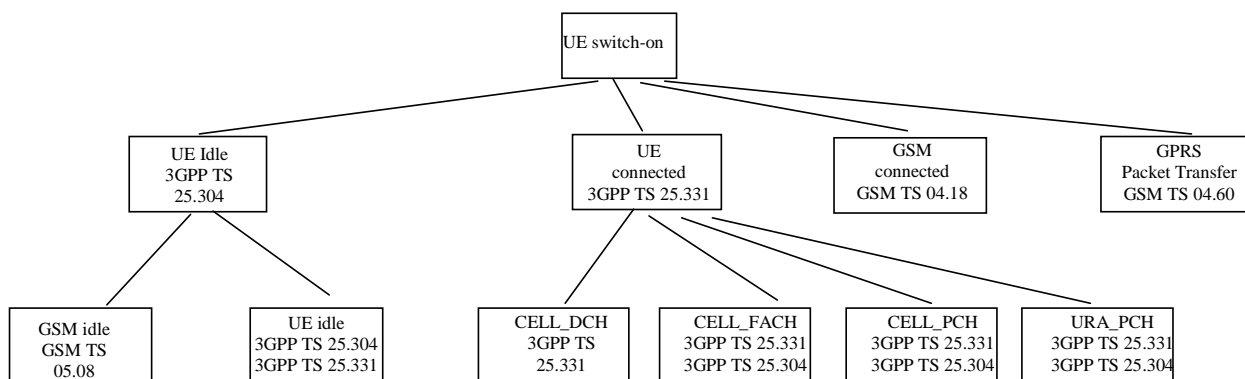 UE switch-on
UE Idle
3GPP TS
25.304
UE
connected
3GPP TS 25.331
GSM
connected
GSM TS 04.18
GPRS
Packet Transfer
GSM TS 04.60
GSM idle
GSM TS
05.08
UE idle
3GPP TS 25.304
3GPP TS 25.331
CELL_DCH
3GPP TS
25.331
CELL_FACH
3GPP TS 25.331
3GPP TS 25.304
CELL_PCH
3GPP TS 25.331
3GPP TS 25.304
URA_PCH
3GPP TS 25.331
3GPP TS 25.304